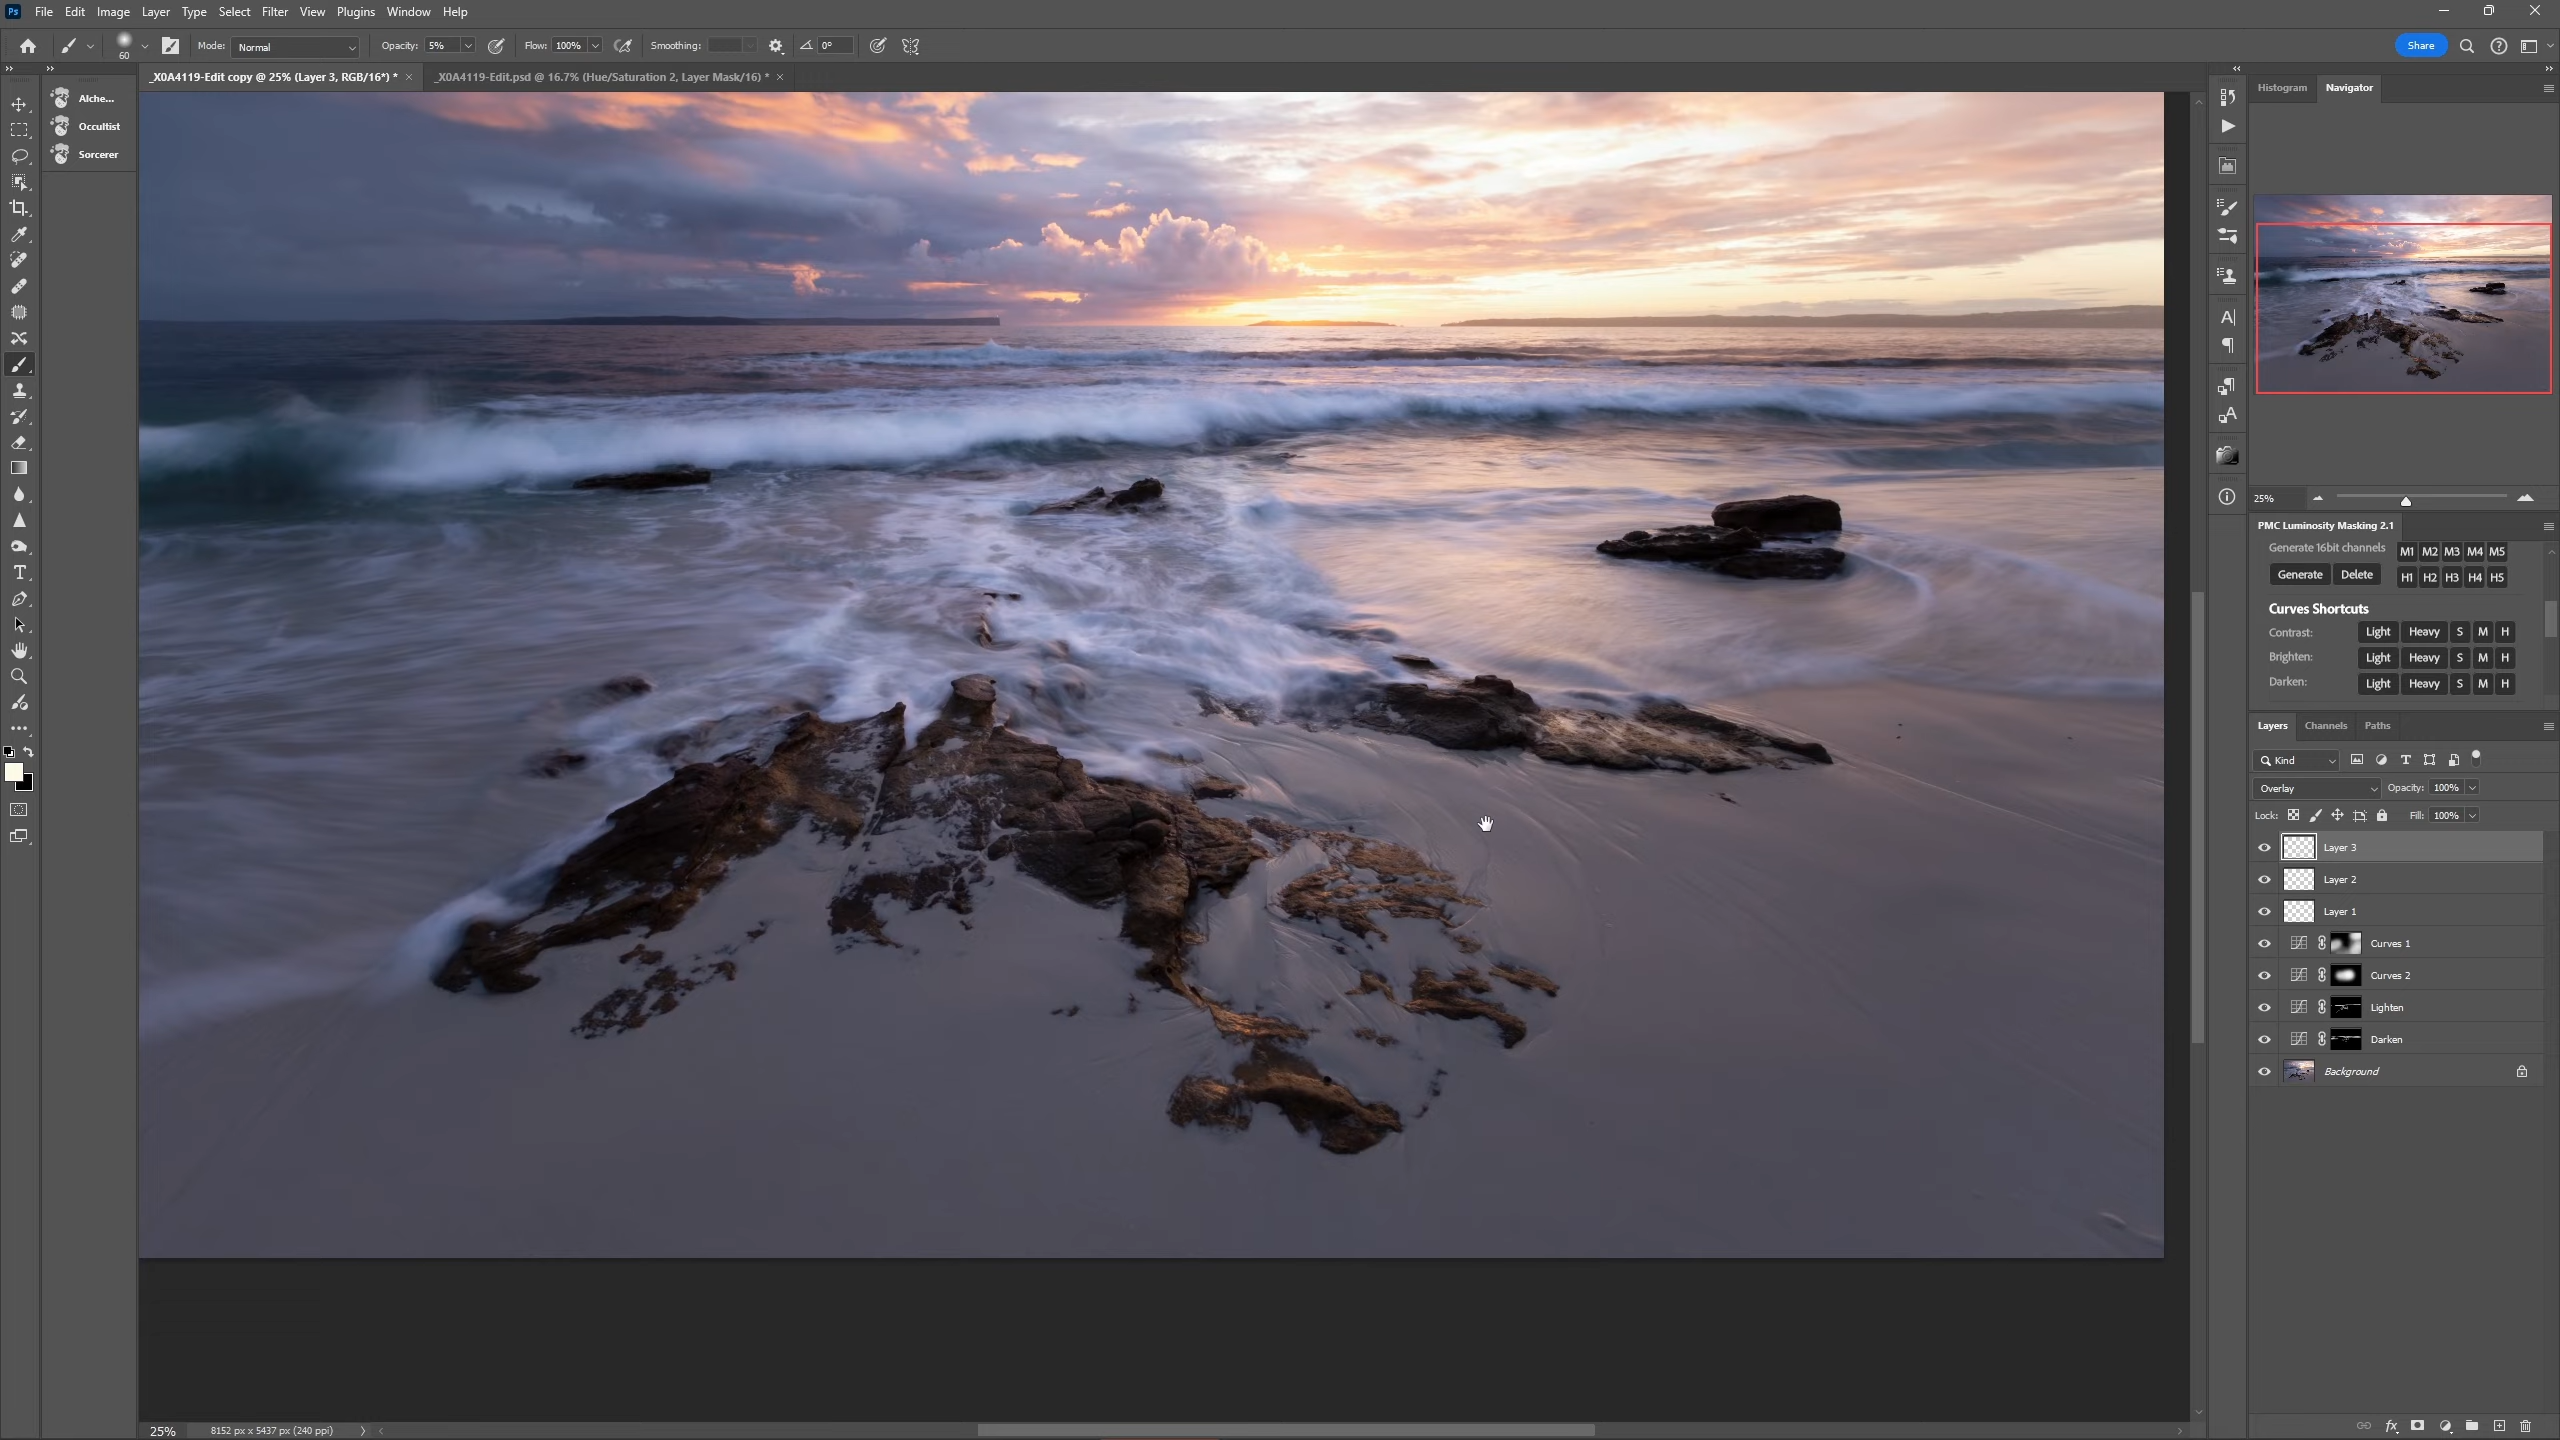 Ps File Edit Image Layer Type Select Filter View Plugins Window Help
60 Mode: Normal Opacity: 5% Flow: 100% Smoothing: 0° Share
_X0A4119-Edit copy @ 25% (Layer 3, RGB/16*) * _X0A4119-Edit.psd @ 16.7% (Hue/Saturation 2, Layer Mask/16) *
Alche...
Occultist
Sorcerer
Histogram Navigator
25%
PMC Luminosity Masking 2.1
Generate 16bit channels M1 M2 M3 M4 M5
Generate Delete H1 H2 H3 H4 H5
Curves Shortcuts
Contrast: Light Heavy S M H
Brighten: Light Heavy S M H
Darken: Light Heavy S M H
Layers Channels Paths
Kind
Overlay Opacity: 100%
Lock: Fill: 100%
Layer 3
Layer 2
Layer 1
Curves 1
Curves 2
Lighten
Darken
Background
25% 8152 px x 5437 px (240 ppi)